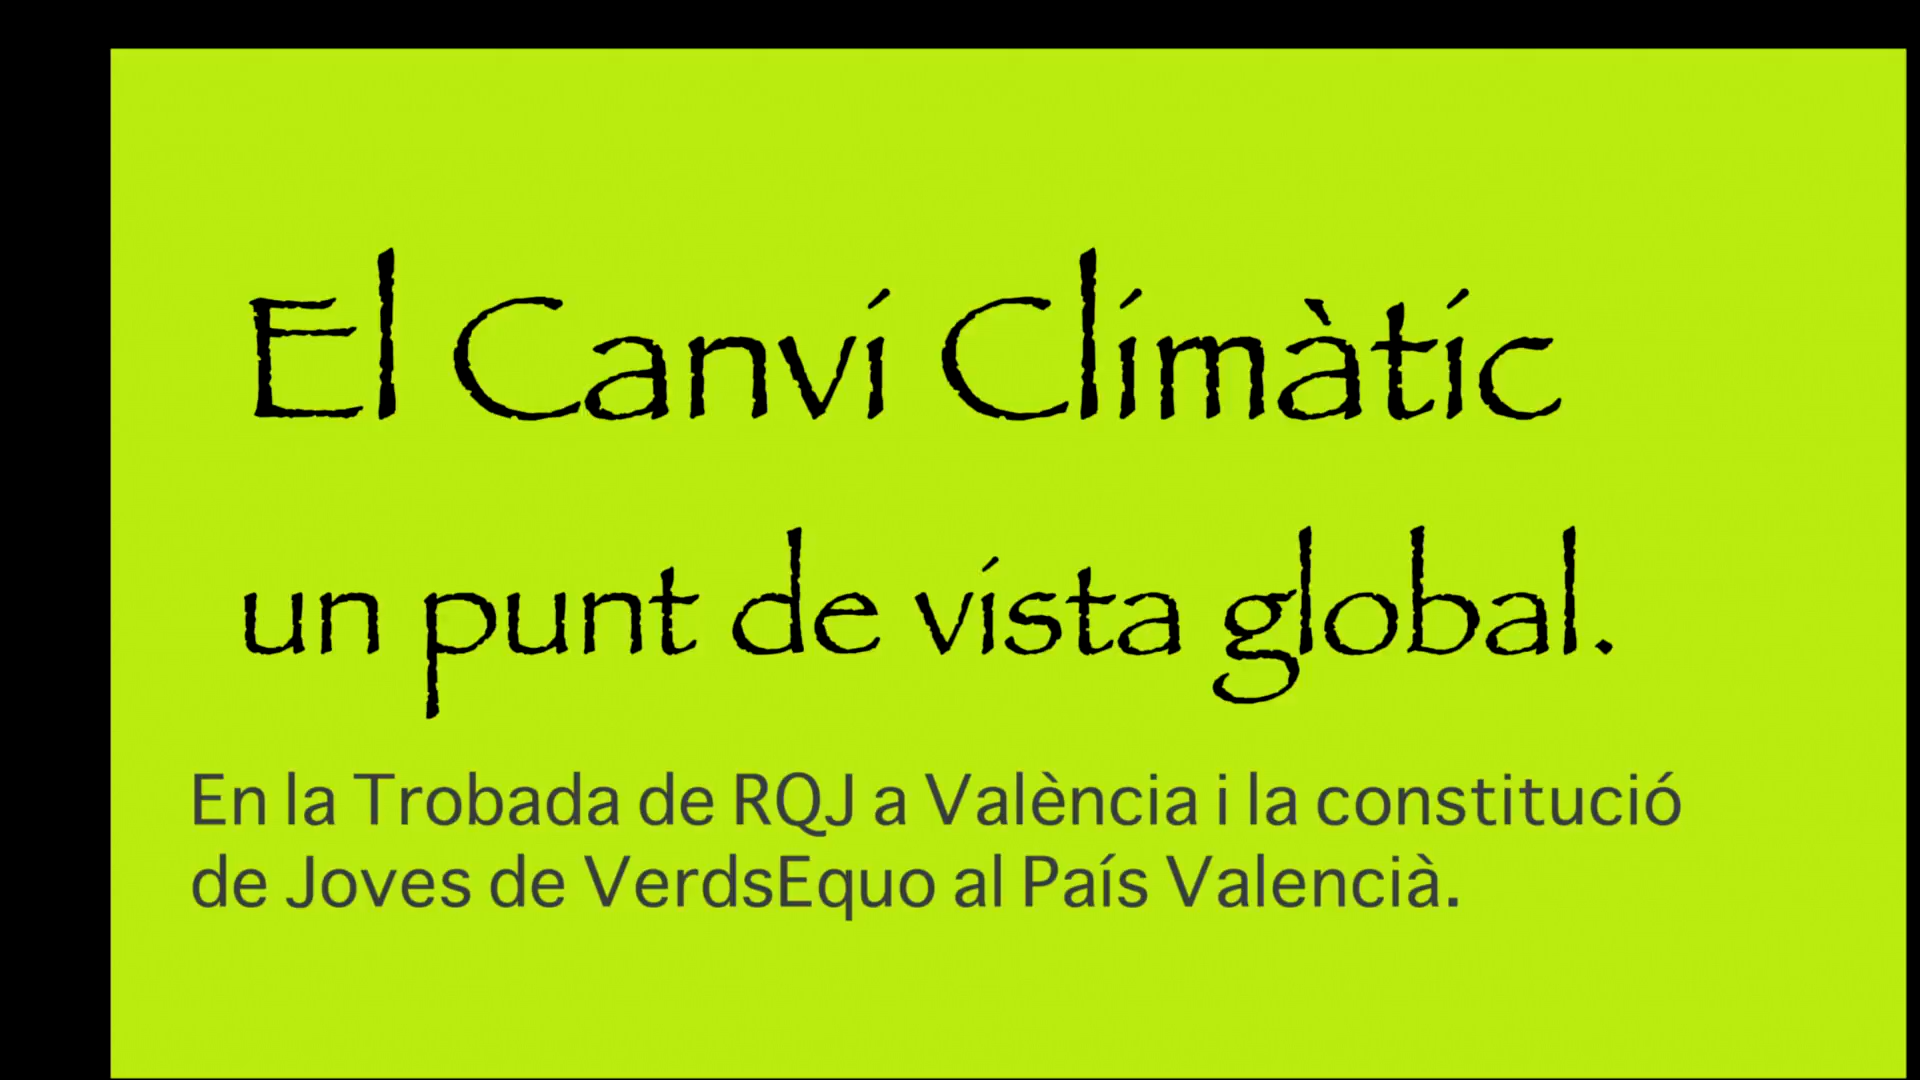 El Canvi Climàtic
un punt de vista global.
En la Trobada de RQJ a València i la constitució
de Joves de VerdsEquo al País Valencià.